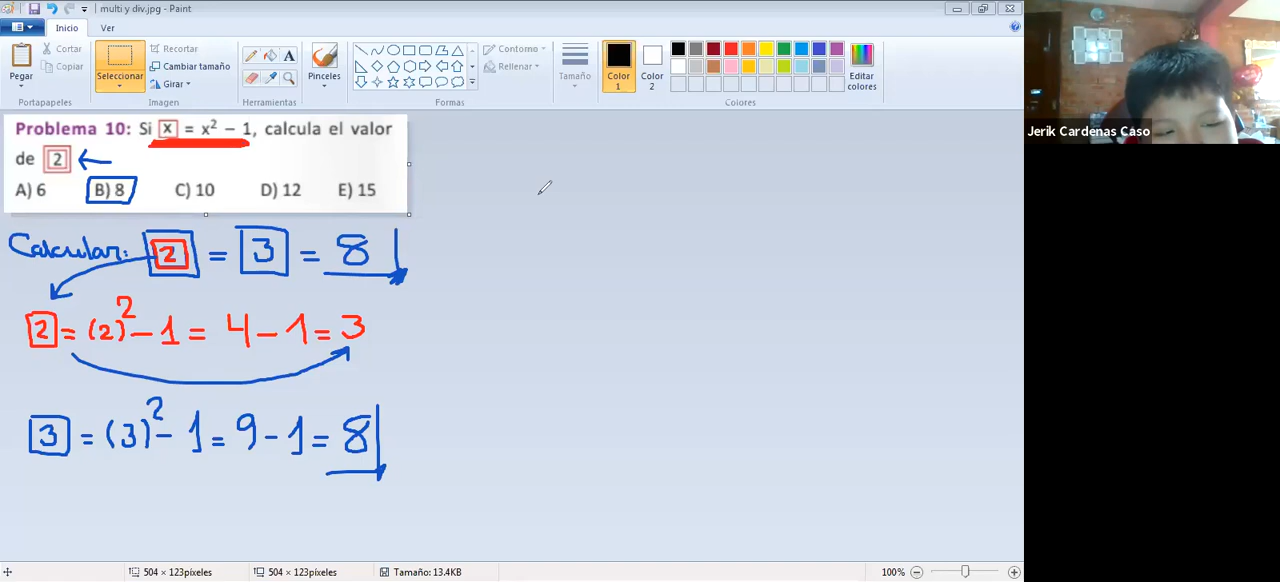 multi y div.jpg - Paint
Inicio Ver
Pegar
Cortar
Copiar
Portapapeles
Seleccionar
Recortar
Cambiar tamaño
Girar
Imagen
A
Herramientas
Pinceles
Contorno
Rellenar
Formas
Tamaño
Color 1
Color 2
Editar colores
Colores
Problema 10: Si x = x² − 1, calcula el valor
de 2
A) 6 B) 8 C) 10 D) 12 E) 15
Calcular: 2 = 3 = 8
2 = (2)² − 1 = 4 − 1 = 3
3 = (3)² − 1 = 9 − 1 = 8
504 × 123píxeles 504 × 123píxeles Tamaño: 13.4KB 100%
Jerik Cardenas Caso